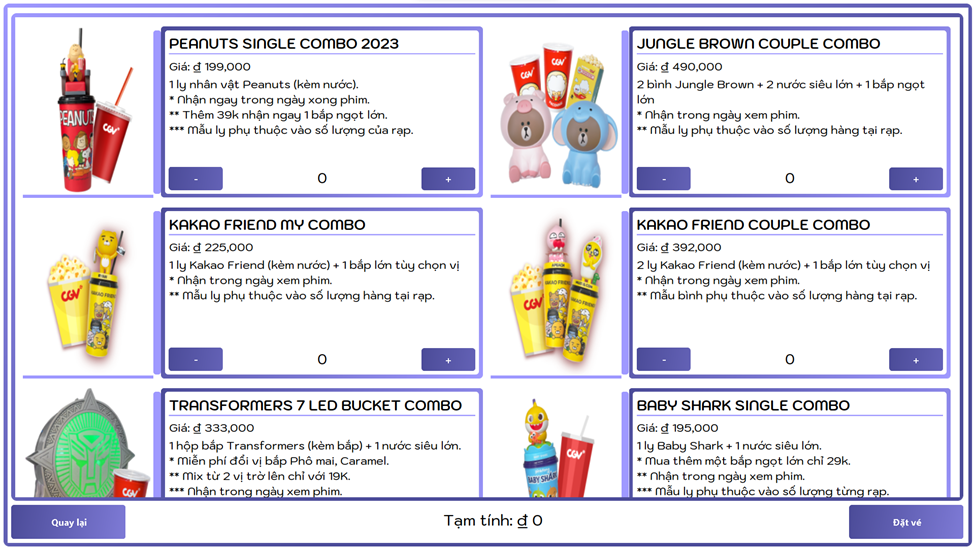 PEANUTS SINGLE COMBO 2023
Giá: ₫ 199,000
1 ly nhân vật Peanuts (kèm nước).
* Nhận ngay trong ngày xong phim.
** Thêm 39k nhận ngay 1 bắp ngọt lớn.
*** Mẫu ly phụ thuộc vào số lượng của rạp.
- 0 +
PEANUTS
CGV
JUNGLE BROWN COUPLE COMBO
Giá: ₫ 490,000
2 bình Jungle Brown + 2 nước siêu lớn + 1 bắp ngọt
lớn
* Nhận trong ngày xem phim.
** Mẫu ly phụ thuộc vào số lượng hàng tại rạp.
- 0 +
CGV
CGV
KAKAO FRIEND MY COMBO
Giá: ₫ 225,000
1 ly Kakao Friend (kèm nước) + 1 bắp lớn tùy chọn vị
* Nhận trong ngày xem phim.
** Mẫu ly phụ thuộc vào số lượng hàng tại rạp.
- 0 +
CGV
KAKAO FRIEND COUPLE COMBO
Giá: ₫ 392,000
2 ly Kakao Friend (kèm nước) + 1 bắp lớn tùy chọn vị
* Nhận trong ngày xem phim.
** Mẫu bình phụ thuộc vào số lượng hàng tại rạp.
- 0 +
CGV
TRANSFORMERS 7 LED BUCKET COMBO
Giá: ₫ 333,000
1 hộp bắp Transformers (kèm bắp) + 1 nước siêu lớn.
* Miễn phí đổi vị bắp Phô mai, Caramel.
** Mix từ 2 vị trở lên chỉ với 19K.
*** Nhận trong ngày xem phim.
CGV
BABY SHARK SINGLE COMBO
Giá: ₫ 195,000
1 ly Baby Shark + 1 nước siêu lớn.
* Mua thêm một bắp ngọt lớn chỉ 29k.
** Nhận trong ngày xem phim.
*** Mẫu ly phụ thuộc vào số lượng từng rạp.
BABY SHARK
CGV
Quay lại
Tạm tính: ₫ 0
Đặt vé